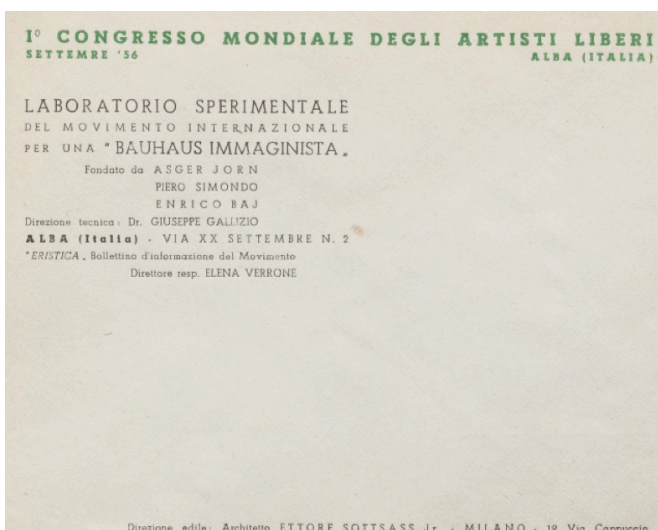 Iº CONGRESSO MONDIALE DEGLI ARTISTI LIBERI
SETTEMRE '56 ALBA (ITALIA)
LABORATORIO SPERIMENTALE
DEL MOVIMENTO INTERNAZIONALE
PER UNA "BAUHAUS IMMAGINISTA„
Fondato da ASGER JORN
PIERO SIMONDO
ENRICO BAJ
Direzione tecnica: Dr. GIUSEPPE GALLIZIO
ALBA (Italia) - VIA XX SETTEMBRE N. 2
"ERISTICA„ Bollettino d'informazione del Movimento
Direttore resp. ELENA VERRONE
Direzione edile: Architetto ETTORE SOTTSASS Jr. - MILANO - 19 Via Cappuccio